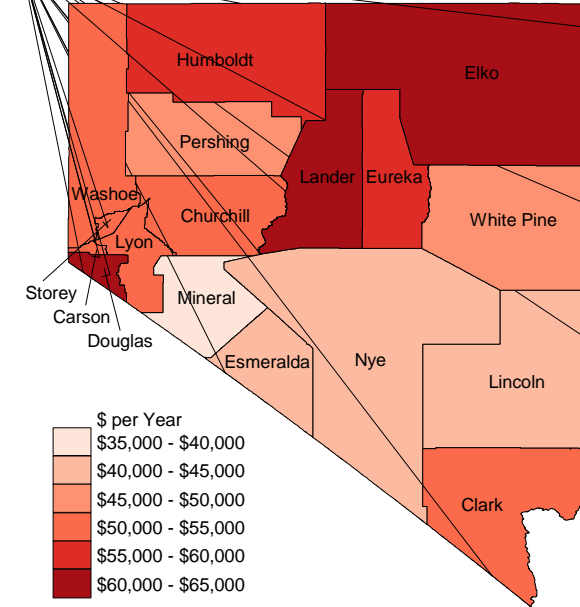 Humboldt
Elko
Pershing
Lander
Eureka
Washoe
Churchill
White Pine
Lyon
Storey
Carson
Douglas
Mineral
Esmeralda
Nye
Lincoln
Clark
$ per Year
$35,000 - $40,000
$40,000 - $45,000
$45,000 - $50,000
$50,000 - $55,000
$55,000 - $60,000
$60,000 - $65,000